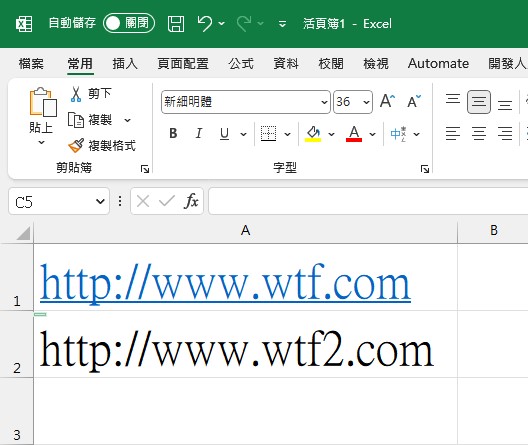 自動儲存 關閉 活頁簿1 - Excel
檔案 常用 插入 頁面配置 公式 資料 校閱 檢視 Automate 開發人
貼上 剪下 複製 複製格式
新細明體 36 A A
B I U A 中
剪貼簿 字型
C5 fx
A B
1 http://www.wtf.com
2 http://www.wtf2.com
3